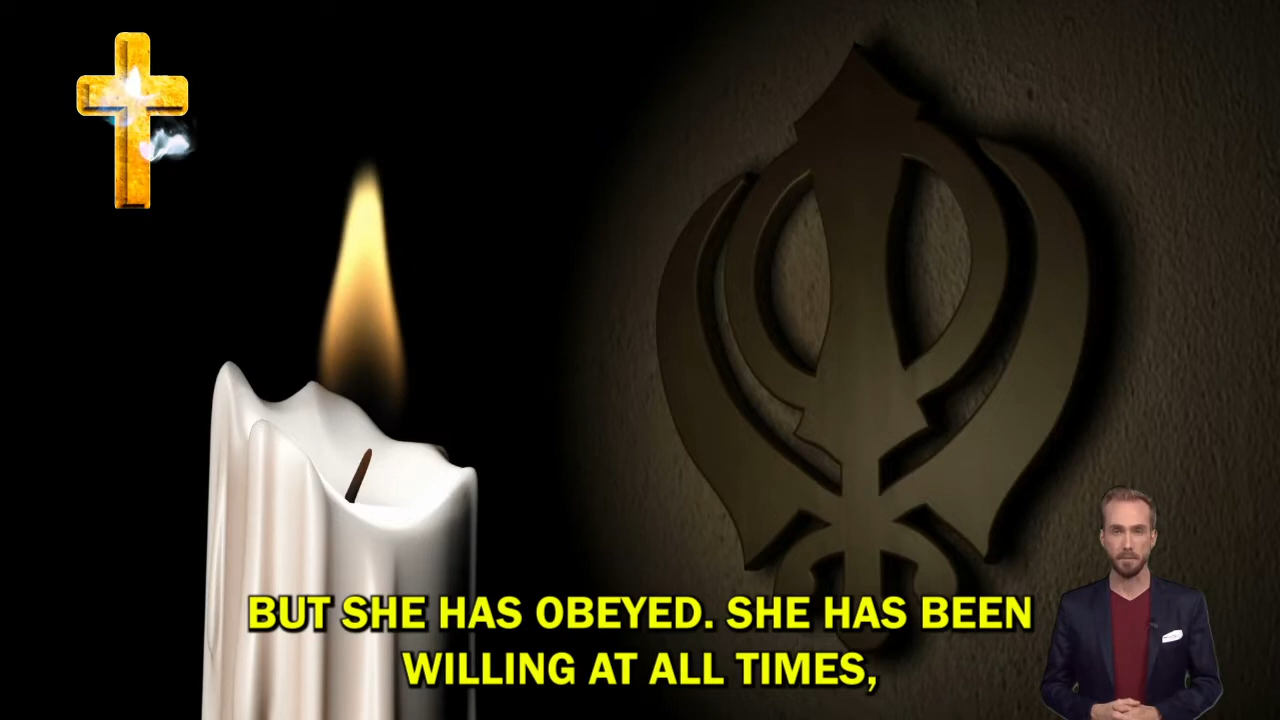 BUT SHE HAS OBEYED. SHE HAS BEEN
WILLING AT ALL TIMES,